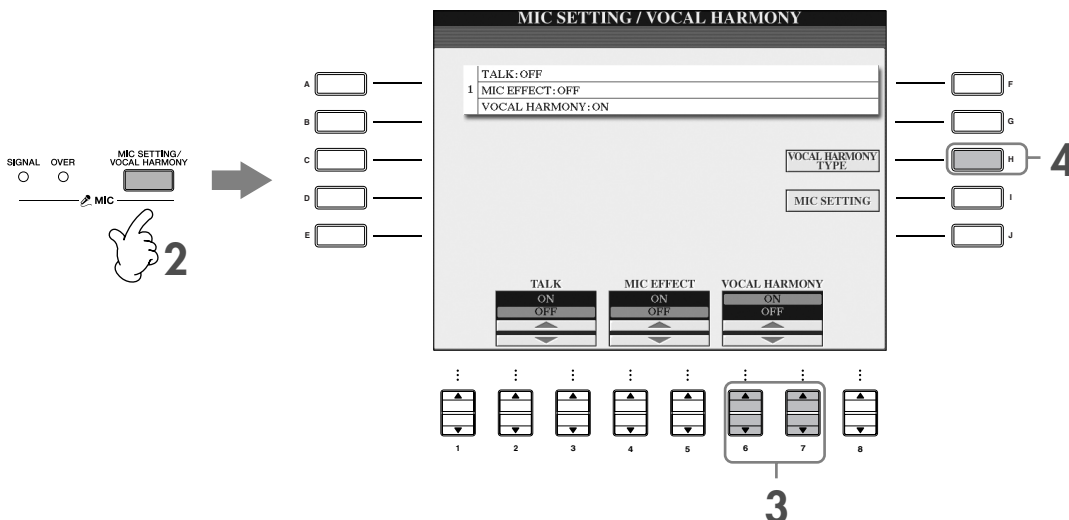 MIC SETTING / VOCAL HARMONY
TALK:OFF
1 MIC EFFECT:OFF
VOCAL HARMONY:ON
A
B
C
D
E
F
G
H
I
J
4
SIGNAL OVER
MIC SETTING/
VOCAL HARMONY
MIC
2
VOCAL HARMONY
TYPE
MIC SETTING
TALK MIC EFFECT VOCAL HARMONY
ON ON ON
OFF OFF OFF
1 2 3 4 5 6 7 8
3